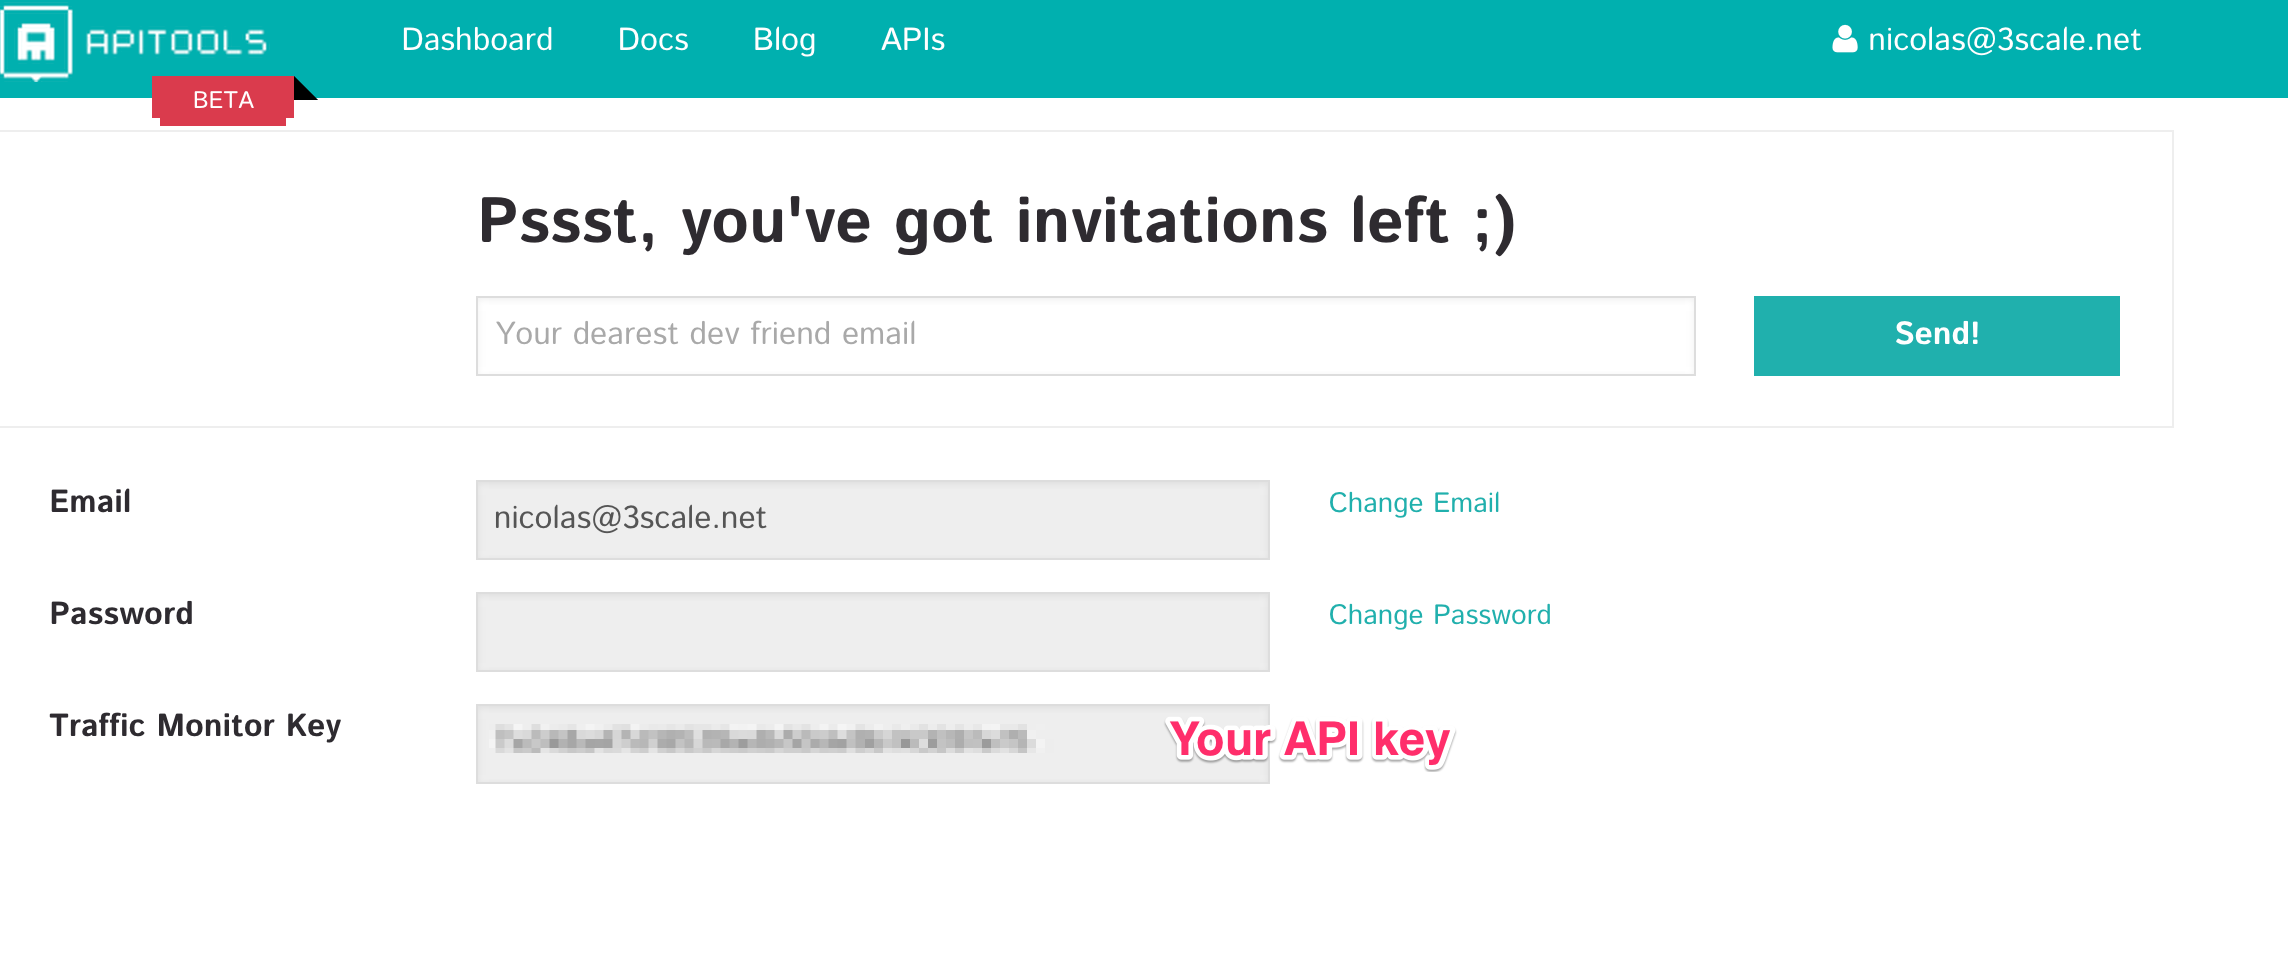 APITOOLS Dashboard Docs Blog APIs nicolas@3scale.net
BETA
Pssst, you've got invitations left ;)
Your dearest dev friend email Send!
Email nicolas@3scale.net Change Email
Password Change Password
Traffic Monitor Key Your API key